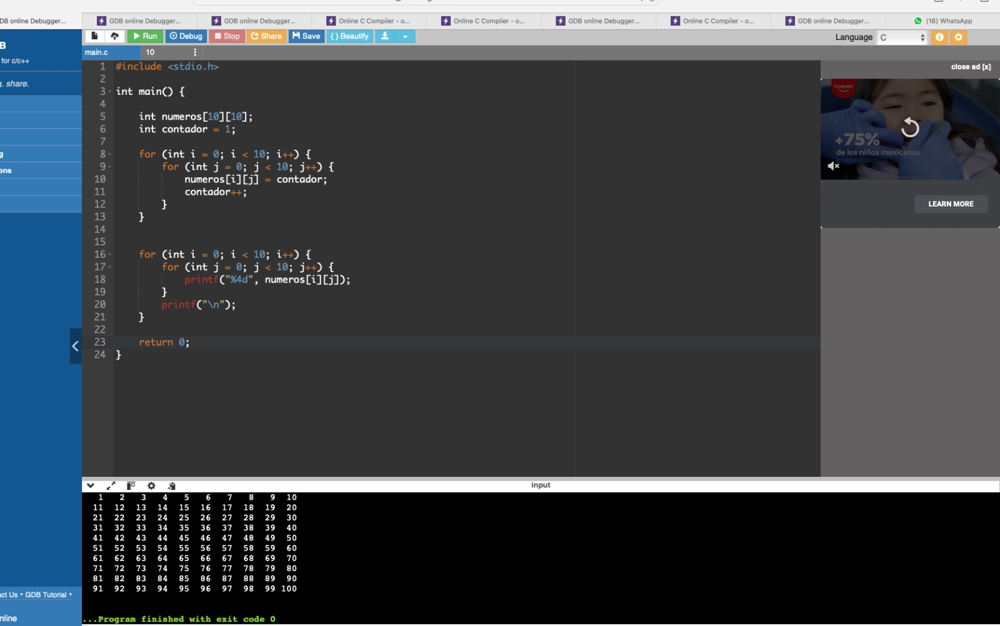 DB online Debugger...
GDB online Debugger...
GDB online Debugger...
Online C Compiler - o...
Online C Compiler - o...
GDB online Debugger...
Online C Compiler - o...
GDB online Debugger...
(16) WhatsApp
B
for c/c++
. share.
g
ons
Run
Debug
Stop
Share
Save
{ } Beautify
Language C
main.c
10
close ad [x]
1 #include <stdio.h>
2
3 int main() {
4
5     int numeros[10][10];
6     int contador = 1;
7
8     for (int i = 0; i < 10; i++) {
9         for (int j = 0; j < 10; j++) {
10             numeros[i][j] = contador;
11             contador++;
12         }
13     }
14
15
16     for (int i = 0; i < 10; i++) {
17         for (int j = 0; j < 10; j++) {
18             printf("%4d", numeros[i][j]);
19         }
20         printf("\n");
21     }
22
23     return 0;
24 }
Colgate
+75%
de los niños mexicanos
LEARN MORE
input
1 2 3 4 5 6 7 8 9 10
11 12 13 14 15 16 17 18 19 20
21 22 23 24 25 26 27 28 29 30
31 32 33 34 35 36 37 38 39 40
41 42 43 44 45 46 47 48 49 50
51 52 53 54 55 56 57 58 59 60
61 62 63 64 65 66 67 68 69 70
71 72 73 74 75 76 77 78 79 80
81 82 83 84 85 86 87 88 89 90
91 92 93 94 95 96 97 98 99 100
...Program finished with exit code 0
act Us • GDB Tutorial •
nline